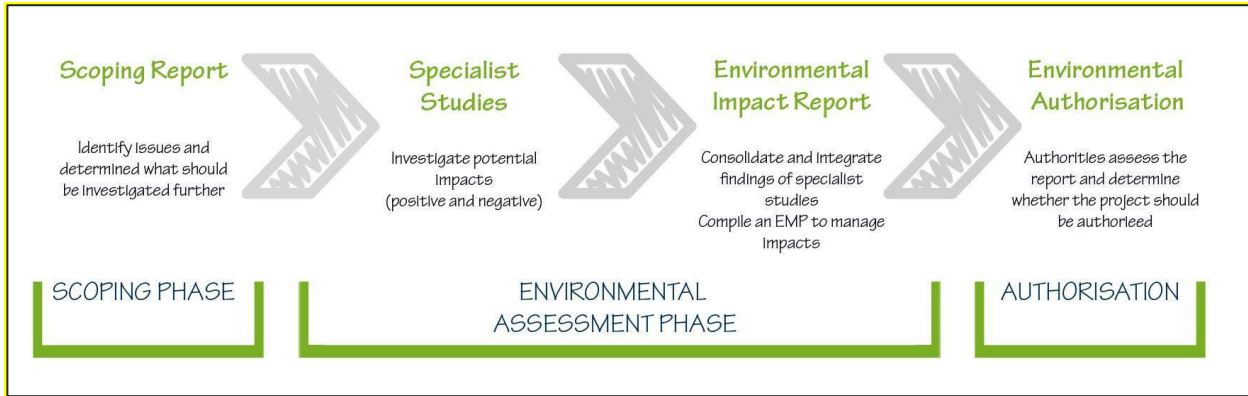 Scoping Report
Identify issues and
determined what should
be investigated further
Specialist
Studies
Investigate potential
impacts
(positive and negative)
Environmental
Impact Report
Consolidate and integrate
findings of specialist
studies
Compile an EMP to manage
impacts
Environmental
Authorisation
Authorities assess the
report and determine
whether the project should
be authorieed
SCOPING PHASE
ENVIRONMENTAL
ASSESSMENT PHASE
AUTHORISATION